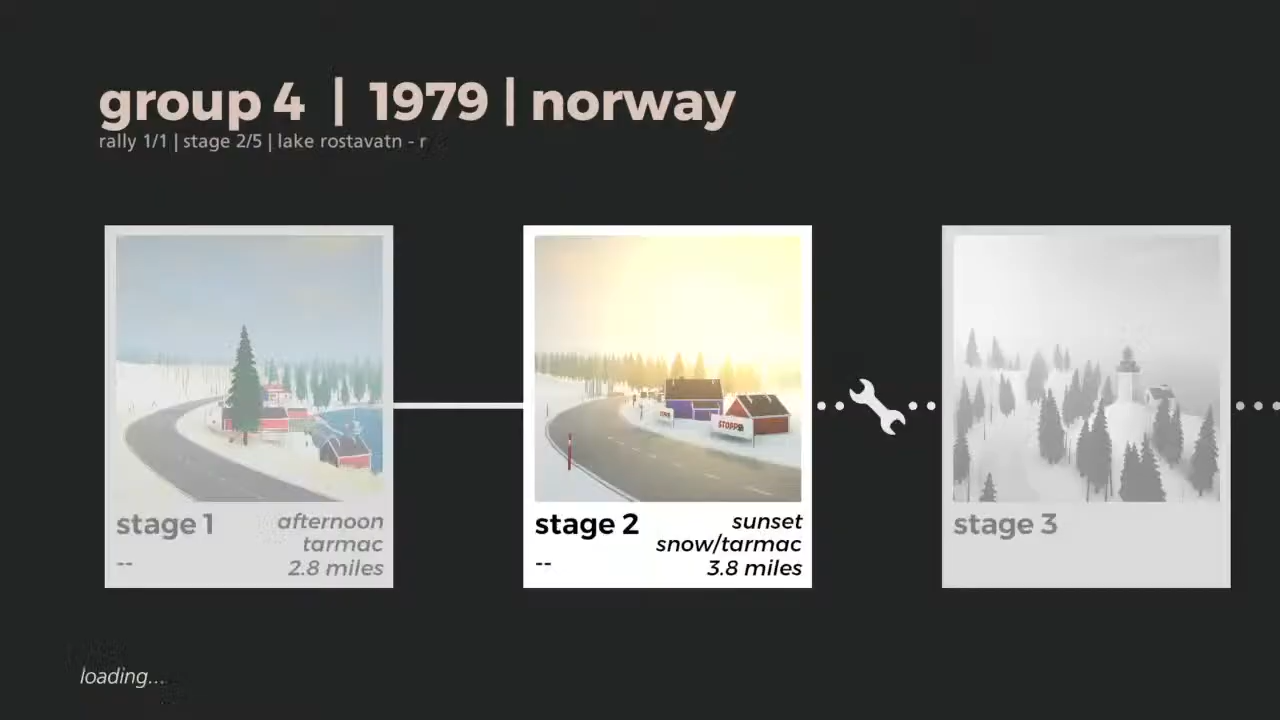 group 4 | 1979 | norway
rally 1/1 | stage 2/5 | lake rostavatn - r
STOPPIA
stage 1
afternoon
tarmac
--
2.8 miles
stage 2
sunset
snow/tarmac
--
3.8 miles
stage 3
loading...